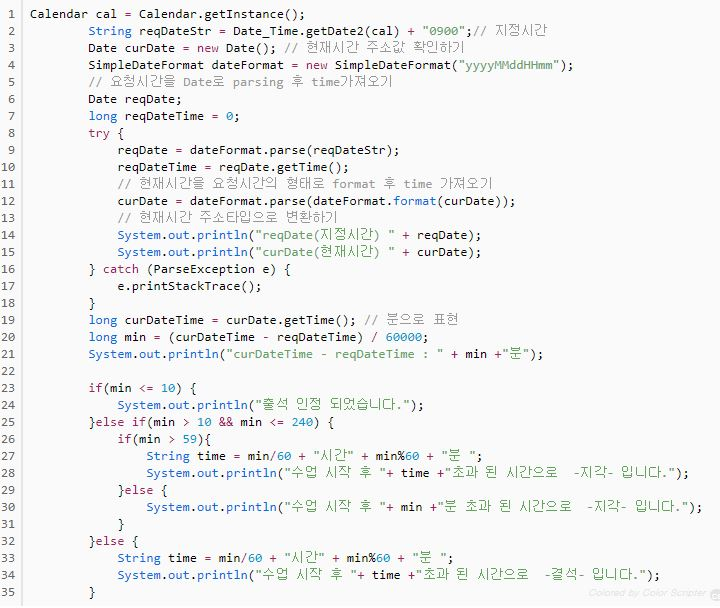 1 Calendar cal = Calendar.getInstance();
2 String reqDateStr = Date_Time.getDate2(cal) + "0900";// 지정시간
3 Date curDate = new Date(); // 현재시간 주소값 확인하기
4 SimpleDateFormat dateFormat = new SimpleDateFormat("yyyyMMddHHmm");
5 // 요청시간을 Date로 parsing 후 time가져오기
6 Date reqDate;
7 long reqDateTime = 0;
8 try {
9 reqDate = dateFormat.parse(reqDateStr);
10 reqDateTime = reqDate.getTime();
11 // 현재시간을 요청시간의 형태로 format 후 time 가져오기
12 curDate = dateFormat.parse(dateFormat.format(curDate));
13 // 현재시간 주소타입으로 변환하기
14 System.out.println("reqDate(지정시간) " + reqDate);
15 System.out.println("curDate(현재시간) " + curDate);
16 } catch (ParseException e) {
17 e.printStackTrace();
18 }
19 long curDateTime = curDate.getTime(); // 분으로 표현
20 long min = (curDateTime - reqDateTime) / 60000;
21 System.out.println("curDateTime - reqDateTime : " + min +"분");
22
23 if(min <= 10) {
24 System.out.println("출석 인정 되었습니다.");
25 }else if(min > 10 && min <= 240) {
26 if(min > 59){
27 String time = min/60 + "시간" + min%60 + "분 ";
28 System.out.println("수업 시작 후 "+ time +"초과 된 시간으로  -지각- 입니다.");
29 }else {
30 System.out.println("수업 시작 후 "+ min +"분 초과 된 시간으로  -지각- 입니다.");
31 }
32 }else {
33 String time = min/60 + "시간" + min%60 + "분 ";
34 System.out.println("수업 시작 후 "+ time +"초과 된 시간으로  -결석- 입니다.");
35 }
Colored by Color Scripter